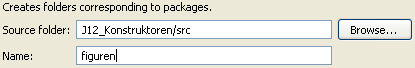 Creates folders corresponding to packages.
Source folder: J12_Konstruktoren/src Browse...
Name: figuren